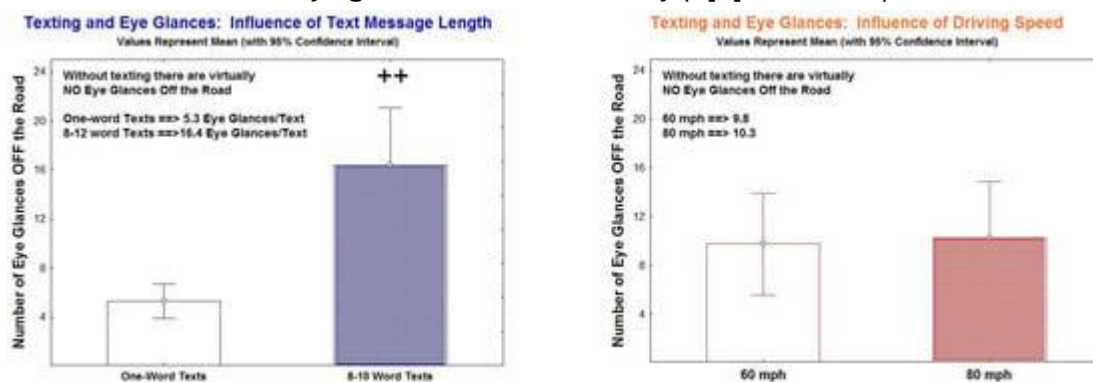 Texting and Eye Glances: Influence of Text Message Length
Values Represent Mean (with 95% Confidence Interval)
Number of Eye Glances OFF the Road
24
20
16
12
8
4
Without texting there are virtually
NO Eye Glances Off the Road
One-word Texts ==> 5.3 Eye Glances/Text
8-12 word Texts ==>16.4 Eye Glances/Text
++
One-Word Texts
8-10 Word Texts
Texting and Eye Glances: Influence of Driving Speed
Values Represent Mean (with 95% Confidence Interval)
Number of Eye Glances OFF the Road
24
20
16
12
8
4
Without texting there are virtually
NO Eye Glances Off the Road
60 mph ==> 9.8
80 mph ==> 10.3
60 mph
80 mph